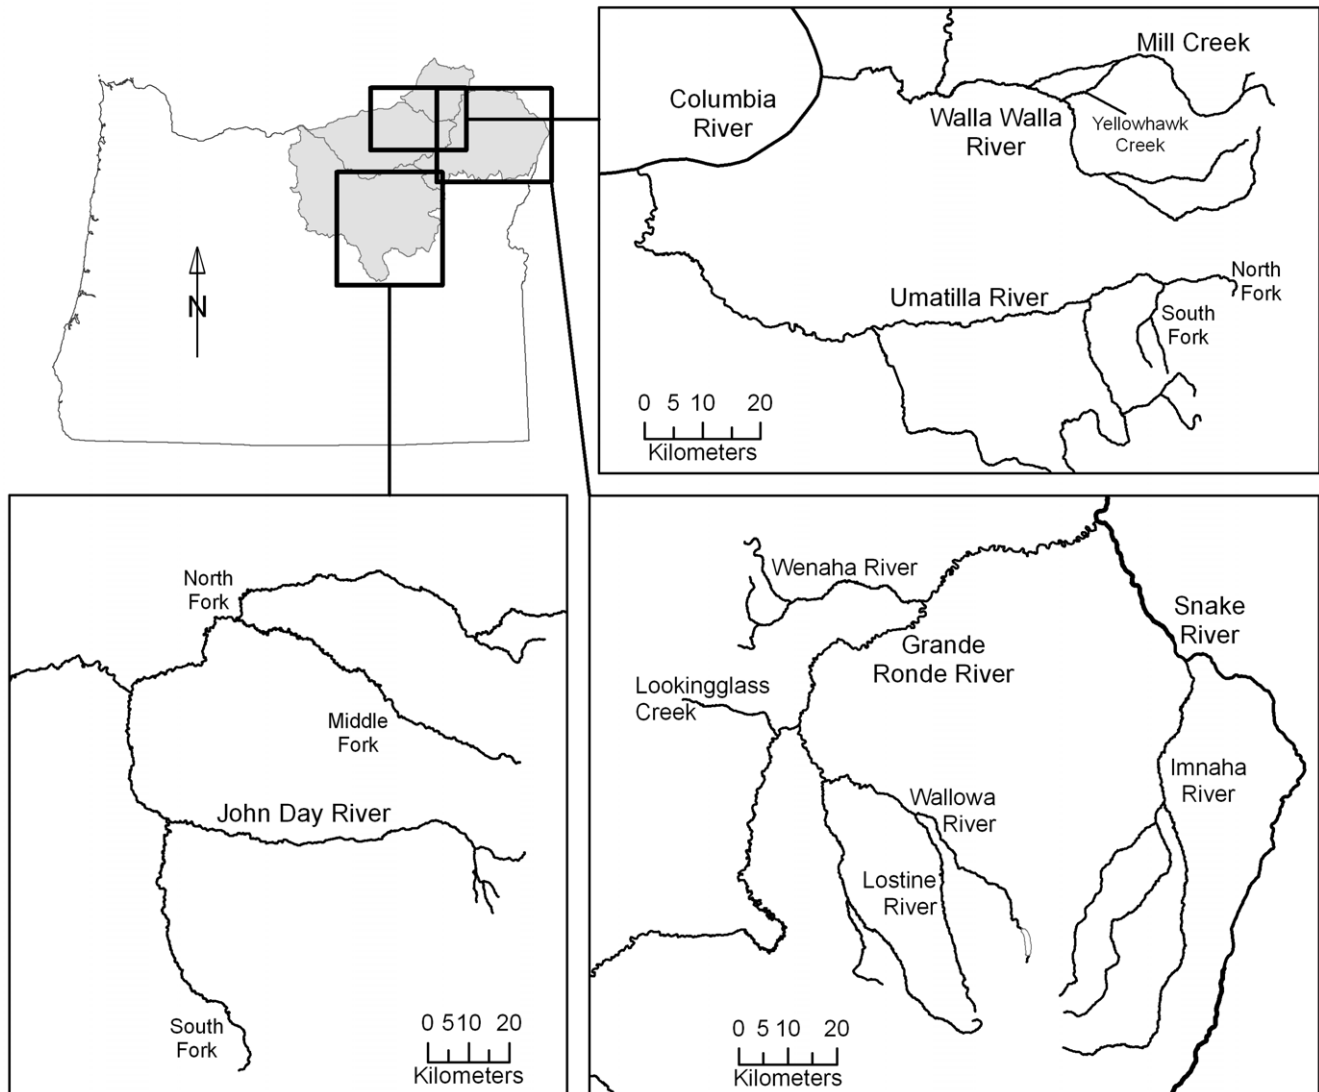 N
Columbia
River
Mill Creek
Walla Walla
River
Yellowhawk
Creek
Umatilla River
North
Fork
South
Fork
0 5 10 20
Kilometers
North
Fork
Middle
Fork
John Day River
South
Fork
0 5 10 20
Kilometers
Wenaha River
Grande
Ronde River
Snake
River
Lookingglass
Creek
Imnaha
River
Wallowa
River
Lostine
River
0 5 10 20
Kilometers